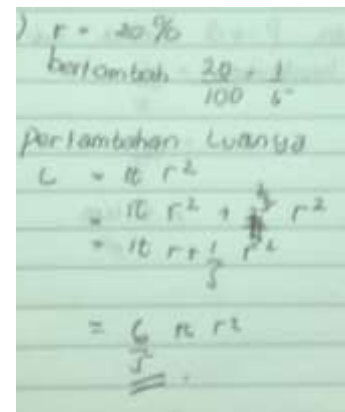 ) r = 20%
bertambah 20/100 = 1/5
Pertambahan Luasnya
L = π r²
= π r² + 1/5 r²
= π r + 1/5 r²
= 6/5 π r²